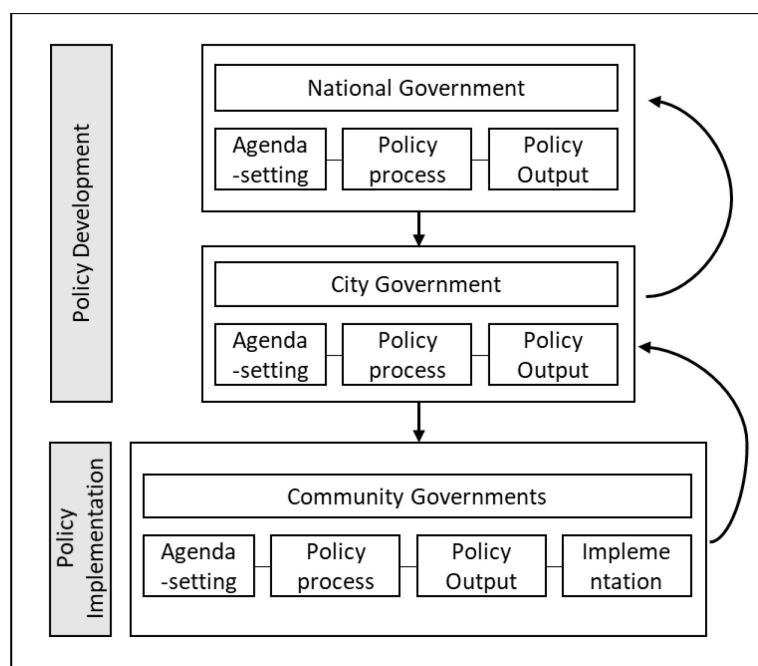 Policy Development
National Government
Agenda
-setting
Policy
process
Policy
Output
City Government
Agenda
-setting
Policy
process
Policy
Output
Policy
Implementation
Community Governments
Agenda
-setting
Policy
process
Policy
Output
Impleme
ntation